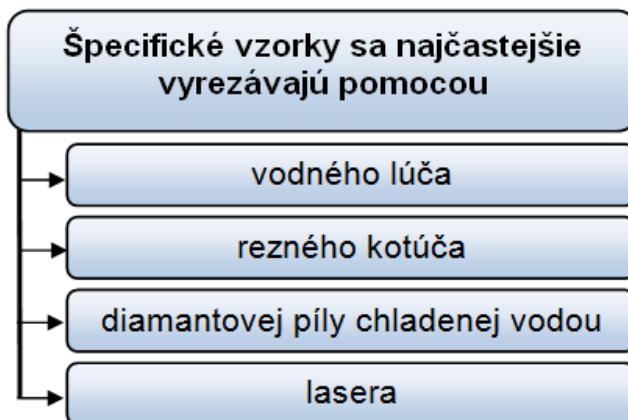 Špecifické vzorky sa najčastejšie
vyrezávajú pomocou
vodného lúča
rezného kotúča
diamantovej píly chladenej vodou
lasera